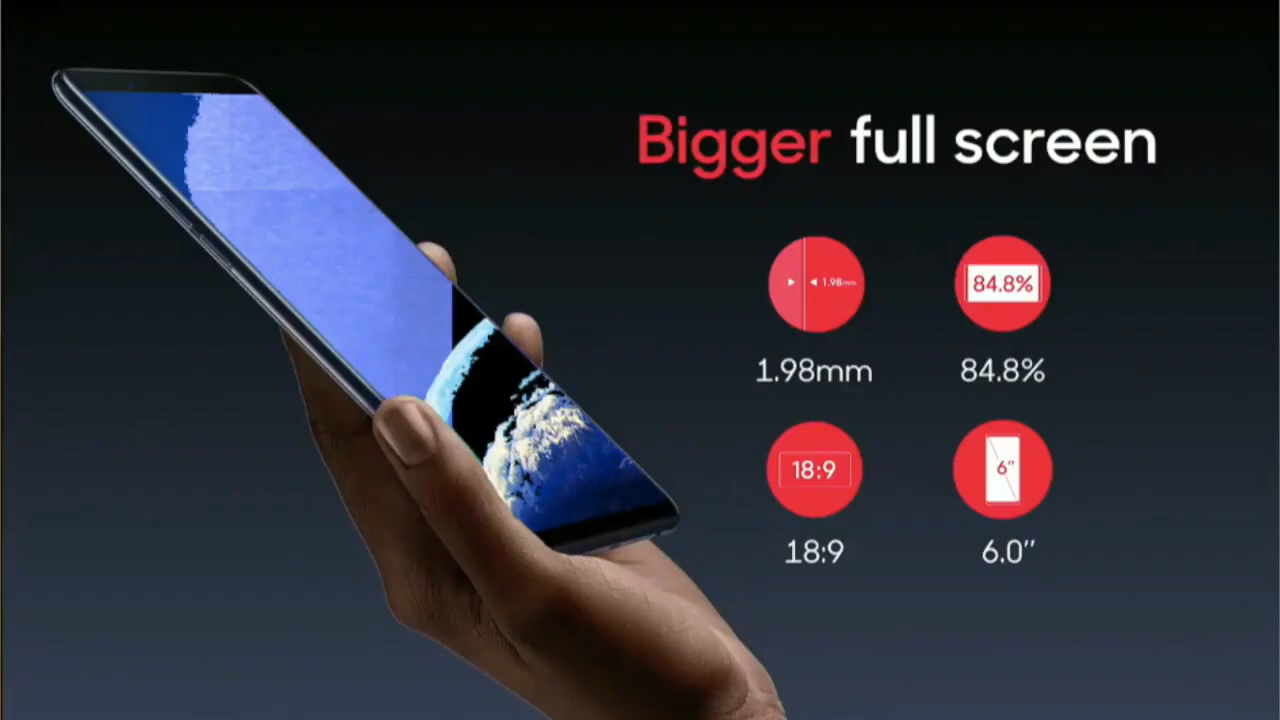 Bigger full screen
1.98mm
84.8%
1.98mm
84.8%
18:9
6″
18:9
6.0″